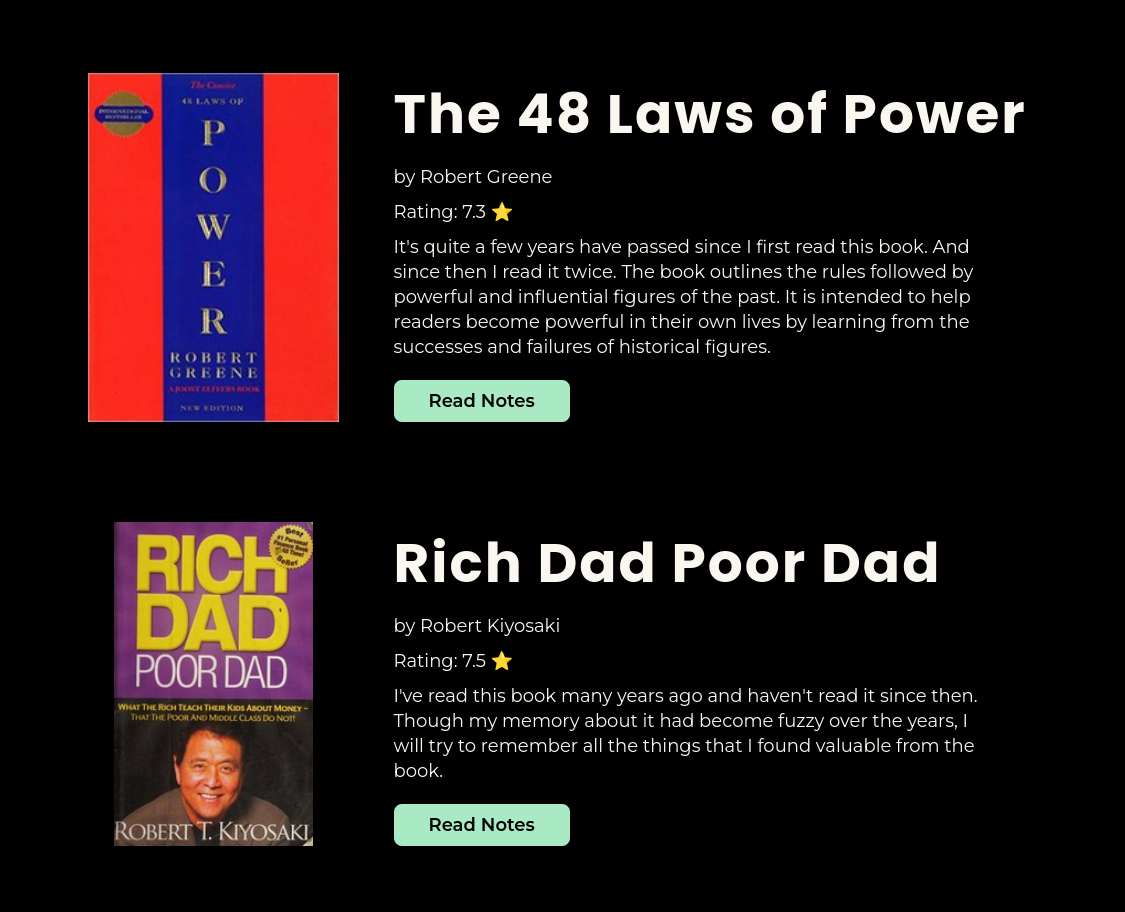 The Concise
48 LAWS OF
INTERNATIONAL
BESTSELLER
P
O
W
E
R
ROBERT
GREENE
A JOOST ELFFERS BOOK
NEW EDITION
The 48 Laws of Power
by Robert Greene
Rating: 7.3 ⭐
It's quite a few years have passed since I first read this book. And
since then I read it twice. The book outlines the rules followed by
powerful and influential figures of the past. It is intended to help
readers become powerful in their own lives by learning from the
successes and failures of historical figures.
Read Notes
RICH
DAD
POOR DAD
Best
#1 Personal
Finance Book
of All Time!
Seller
WHAT THE RICH TEACH THEIR KIDS ABOUT MONEY –
THAT THE POOR AND MIDDLE CLASS DO NOT!
ROBERT T. KIYOSAKI
Rich Dad Poor Dad
by Robert Kiyosaki
Rating: 7.5 ⭐
I've read this book many years ago and haven't read it since then.
Though my memory about it had become fuzzy over the years, I
will try to remember all the things that I found valuable from the
book.
Read Notes